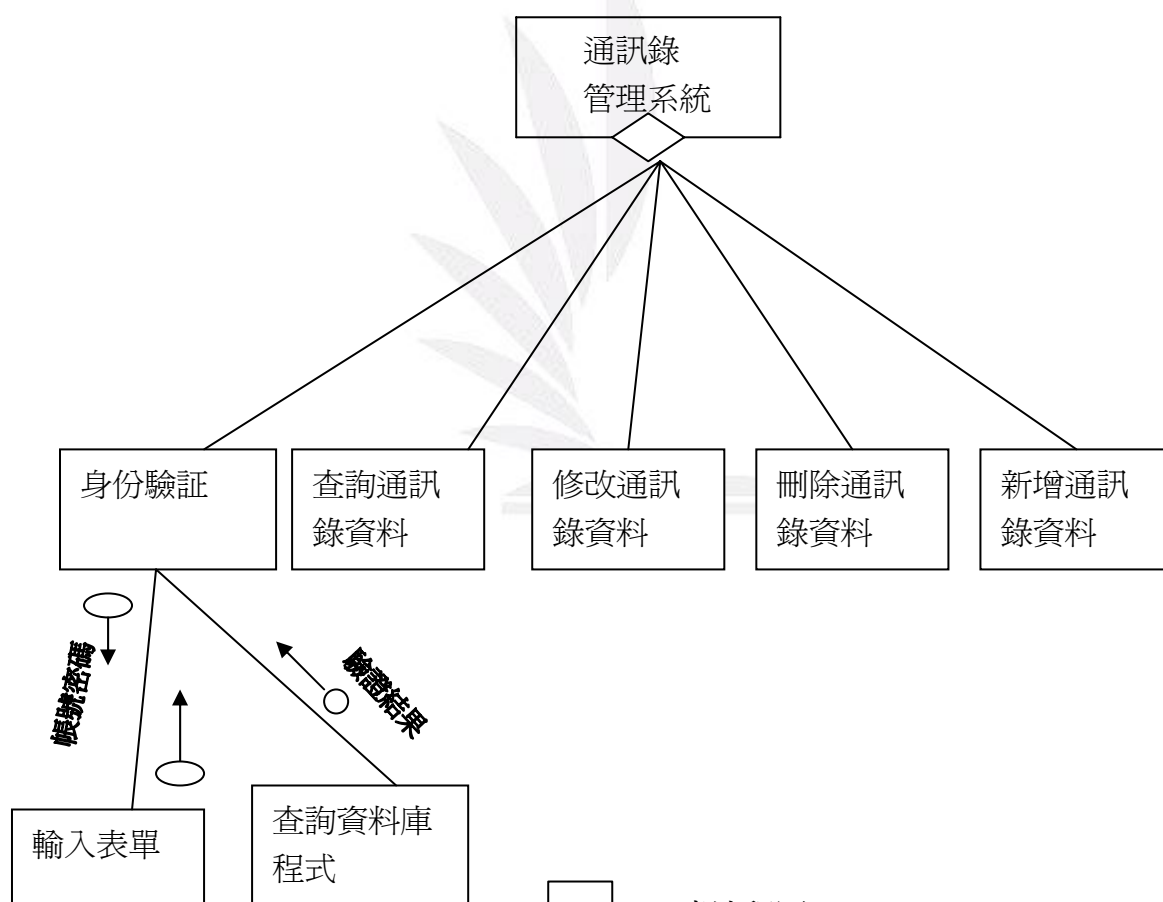 通訊錄
管理系統
身份驗証
查詢通訊
錄資料
修改通訊
錄資料
刪除通訊
錄資料
新增通訊
錄資料
帳號密碼
驗證結果
輸入表單
查詢資料庫
程式